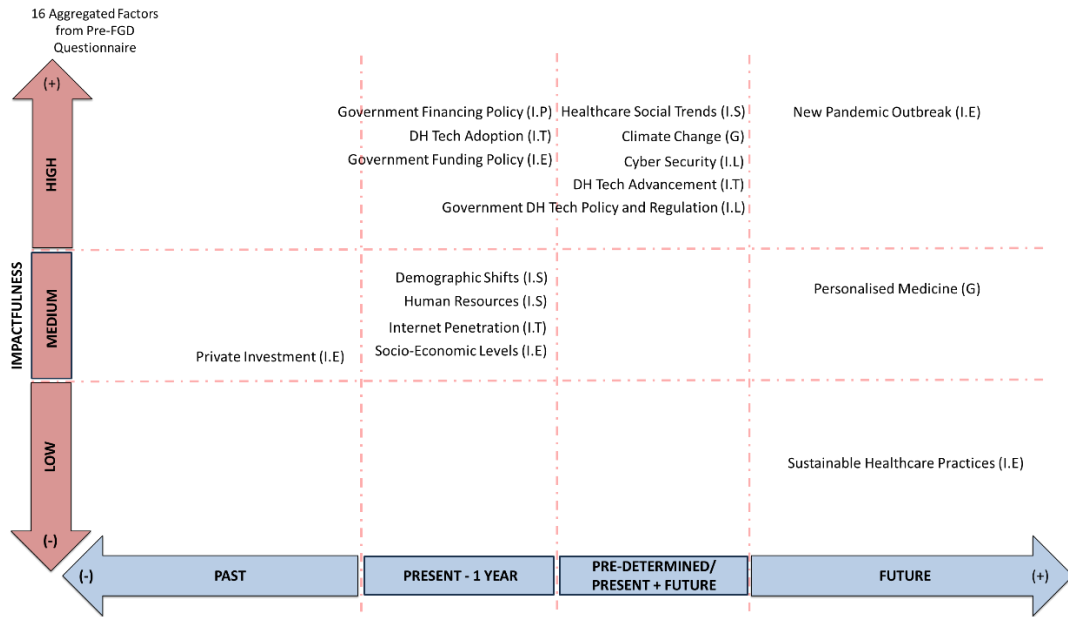 16 Aggregated Factors
from Pre-FGD
Questionnaire
(+)
HIGH
MEDIUM
LOW
(-)
IMPACTFULNESS
Government Financing Policy (I.P)
DH Tech Adoption (I.T)
Government Funding Policy (I.E)
Healthcare Social Trends (I.S)
Climate Change (G)
Cyber Security (I.L)
DH Tech Advancement (I.T)
Government DH Tech Policy and Regulation (I.L)
New Pandemic Outbreak (I.E)
Private Investment (I.E)
Demographic Shifts (I.S)
Human Resources (I.S)
Internet Penetration (I.T)
Socio-Economic Levels (I.E)
Personalised Medicine (G)
Sustainable Healthcare Practices (I.E)
(-)
PAST
PRESENT - 1 YEAR
PRE-DETERMINED/
PRESENT + FUTURE
FUTURE
(+)